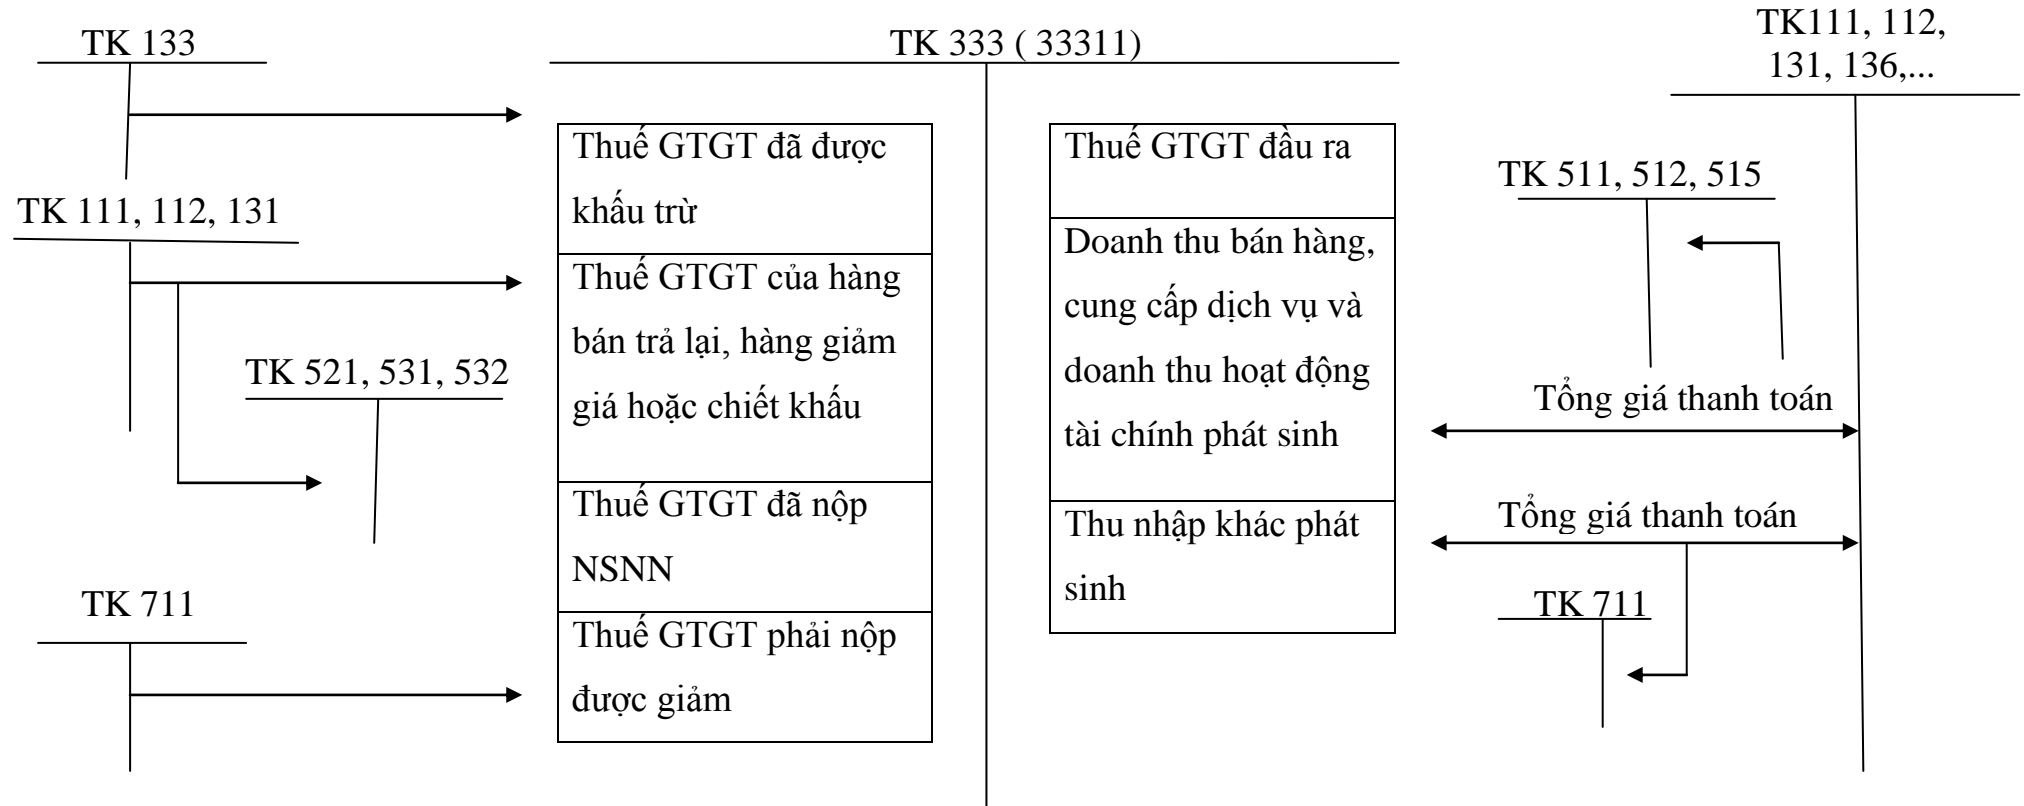 TK 133
TK 333 ( 33311)
TK111, 112,
131, 136,...
Thuế GTGT đã được
khấu trừ
Thuế GTGT đầu ra
TK 511, 512, 515
TK 111, 112, 131
Thuế GTGT của hàng
bán trả lại, hàng giảm
giá hoặc chiết khấu
Doanh thu bán hàng,
cung cấp dịch vụ và
doanh thu hoạt động
tài chính phát sinh
TK 521, 531, 532
Tổng giá thanh toán
Thuế GTGT đã nộp
NSNN
Thu nhập khác phát
sinh
Tổng giá thanh toán
TK 711
Thuế GTGT phải nộp
được giảm
TK 711